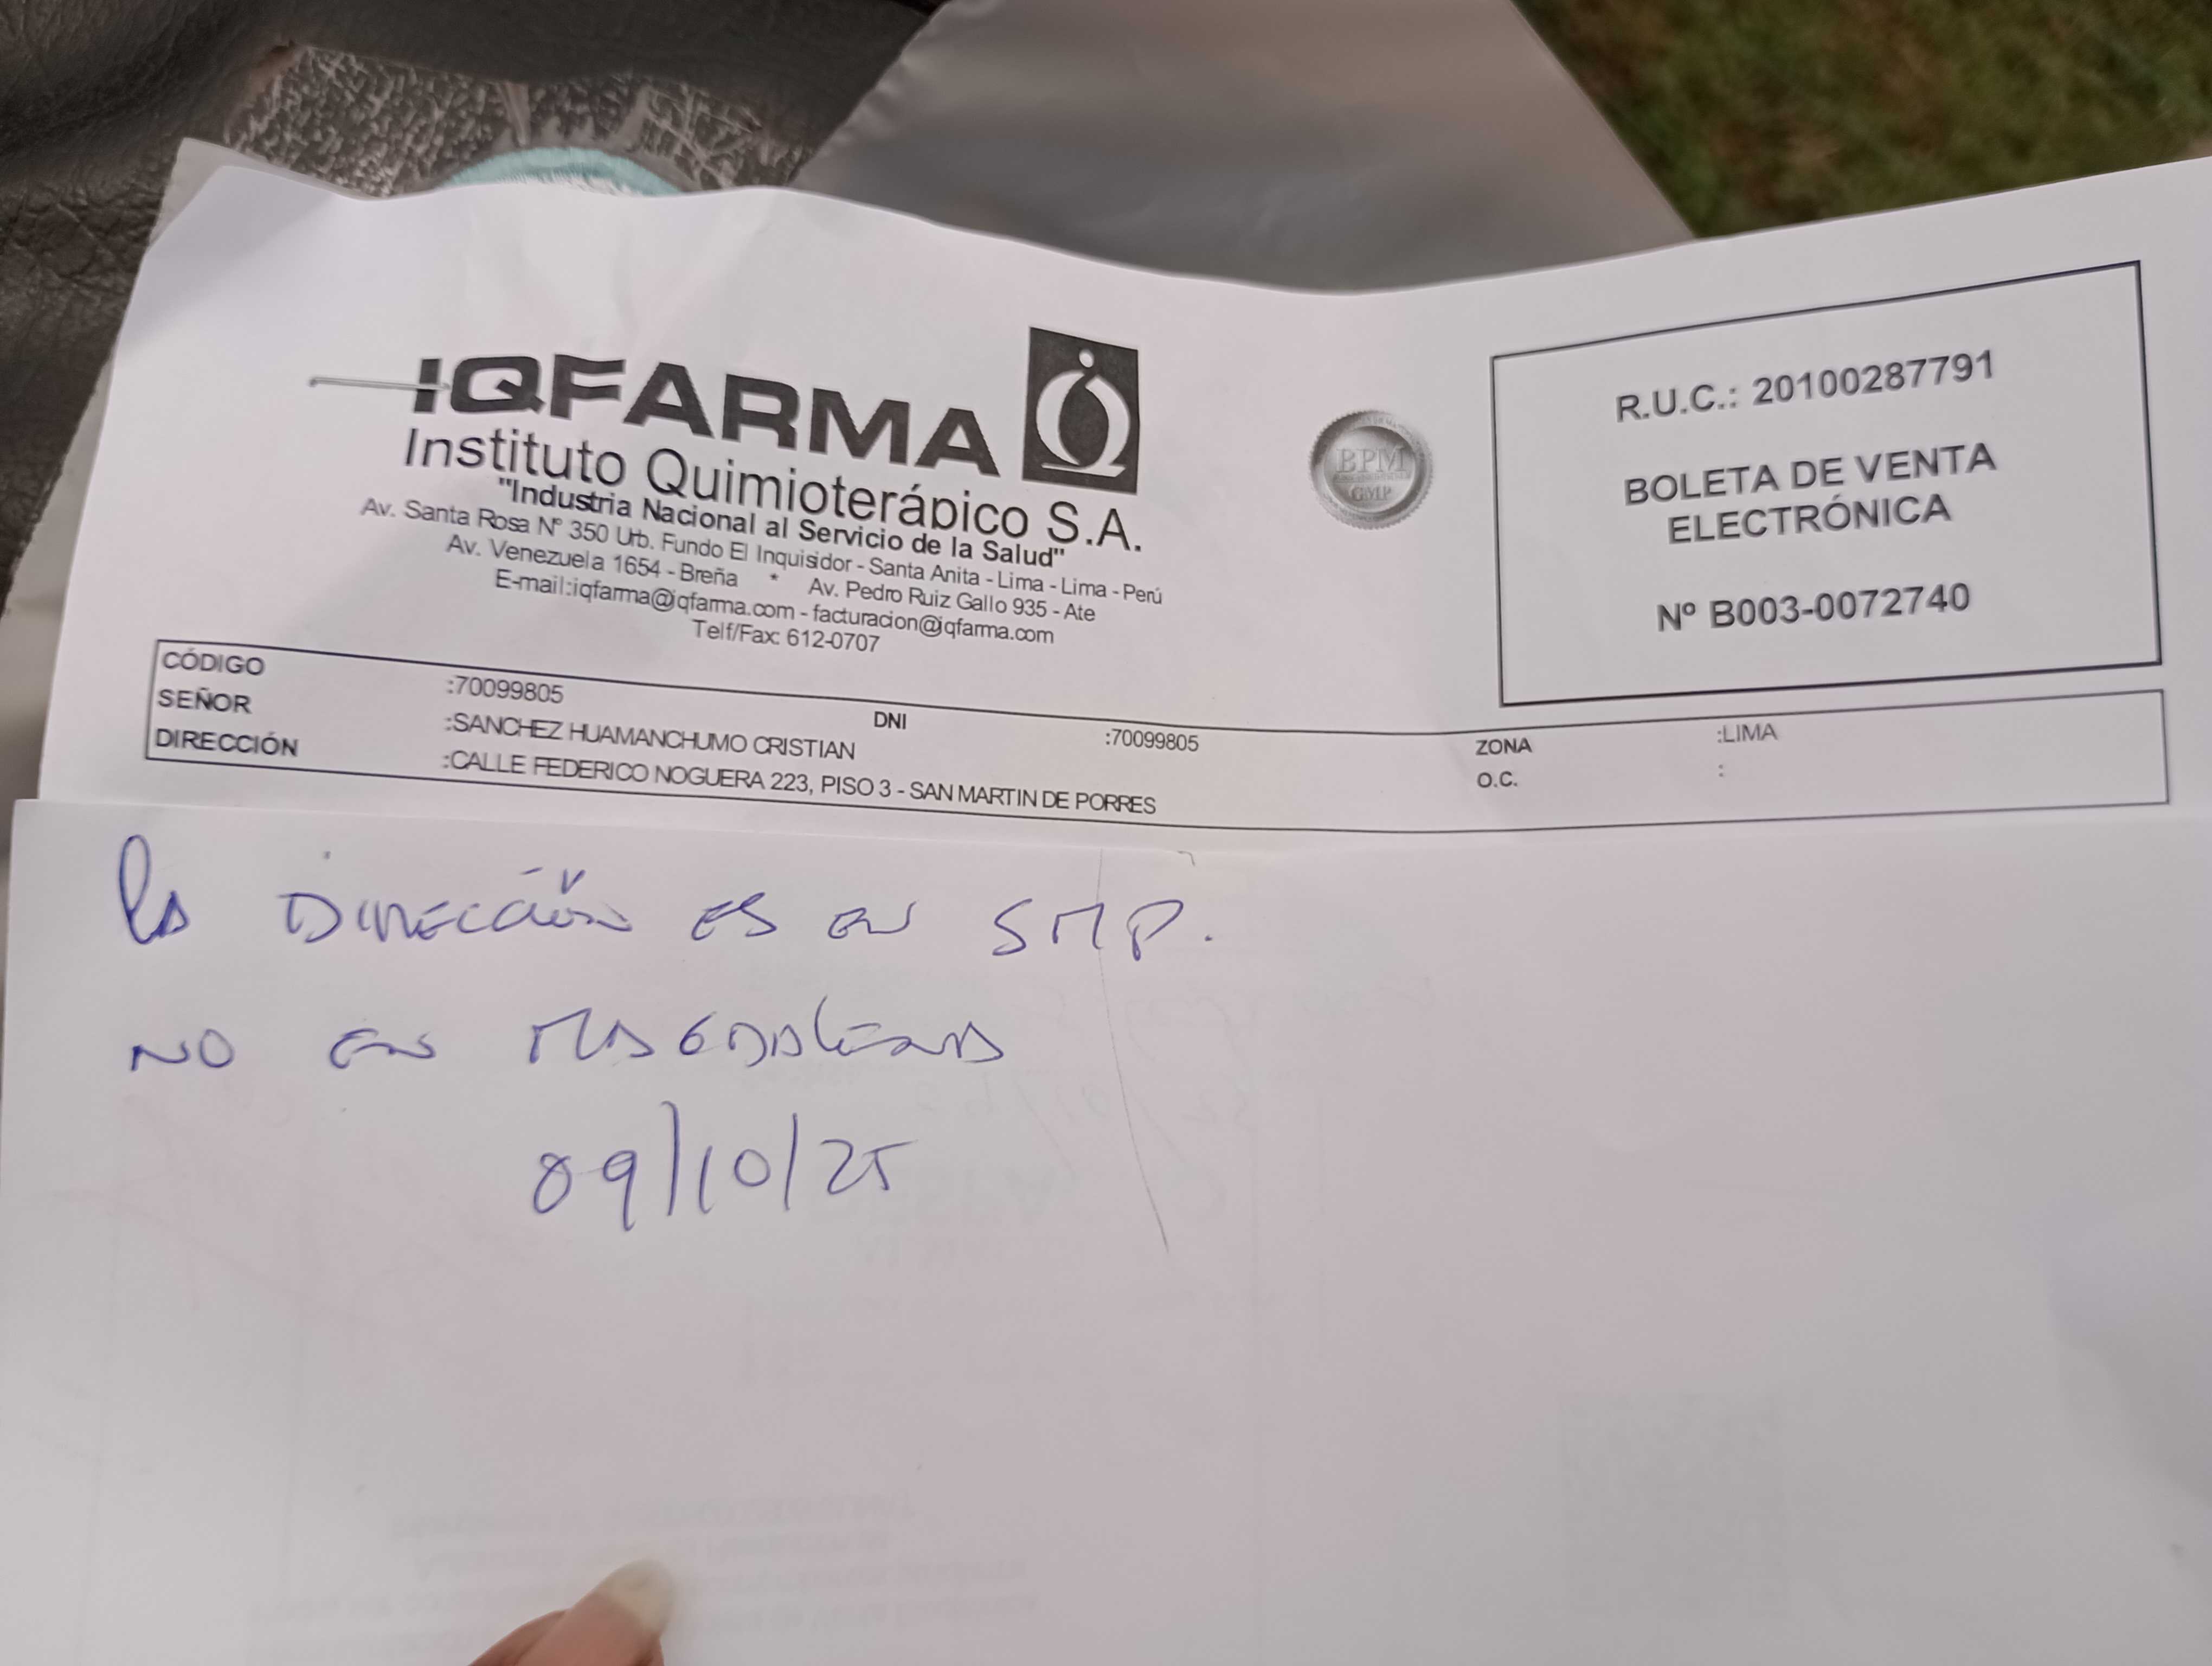 IQFARMA
Instituto Quimioterápico S.A.
"Industria Nacional al Servicio de la Salud"
Av. Santa Rosa Nº 350 Urb. Fundo El Inquisidor - Santa Anita - Lima - Lima - Perú
Av. Venezuela 1654 - Breña * Av. Pedro Ruiz Gallo 935 - Ate
E-mail:iqfarma@iqfarma.com - facturacion@iqfarma.com
Telf/Fax: 612-0707
BPM
GMP
R.U.C.: 20100287791
BOLETA DE VENTA
ELECTRÓNICA
Nº B003-0072740
CÓDIGO :70099805 DNI :70099805 ZONA :LIMA
SEÑOR :SANCHEZ HUAMANCHUMO CRISTIAN O.C. :
DIRECCIÓN :CALLE FEDERICO NOGUERA 223, PISO 3 - SAN MARTIN DE PORRES
la DIRECCIÓN ES EN SMP.
NO EN MAGDALENA
09/10/25